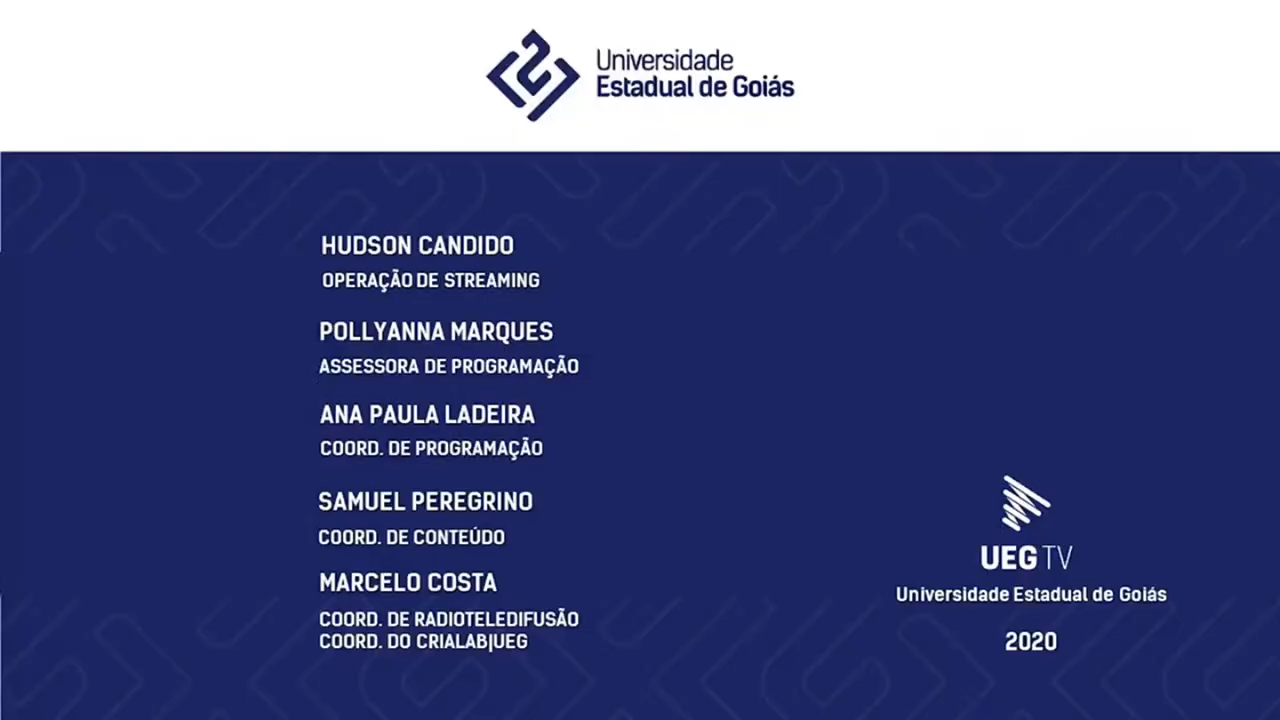 Universidade
Estadual de Goiás
HUDSON CANDIDO
OPERAÇÃO DE STREAMING
POLLYANNA MARQUES
ASSESSORA DE PROGRAMAÇÃO
ANA PAULA LADEIRA
COORD. DE PROGRAMAÇÃO
SAMUEL PEREGRINO
COORD. DE CONTEÚDO
MARCELO COSTA
COORD. DE RADIOTELEDIFUSÃO
COORD. DO CRIALAB|UEG
UEG TV
Universidade Estadual de Goiás
2020